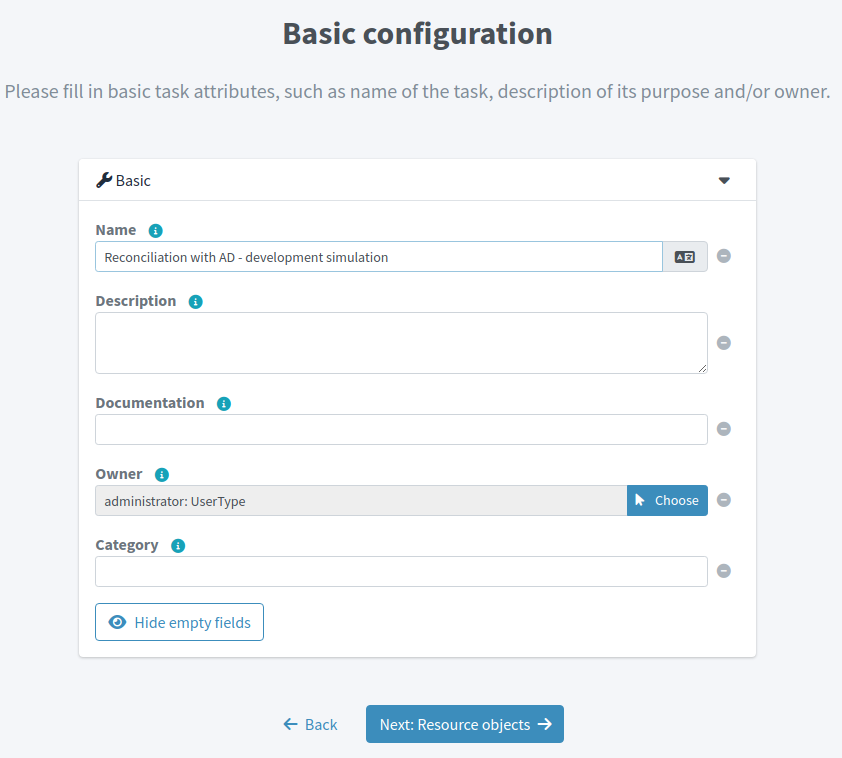 Basic configuration
Please fill in basic task attributes, such as name of the task, description of its purpose and/or owner.
Basic
Name
Reconciliation with AD - development simulation
Description
Documentation
Owner
administrator: UserType
Choose
Category
Hide empty fields
Back
Next: Resource objects